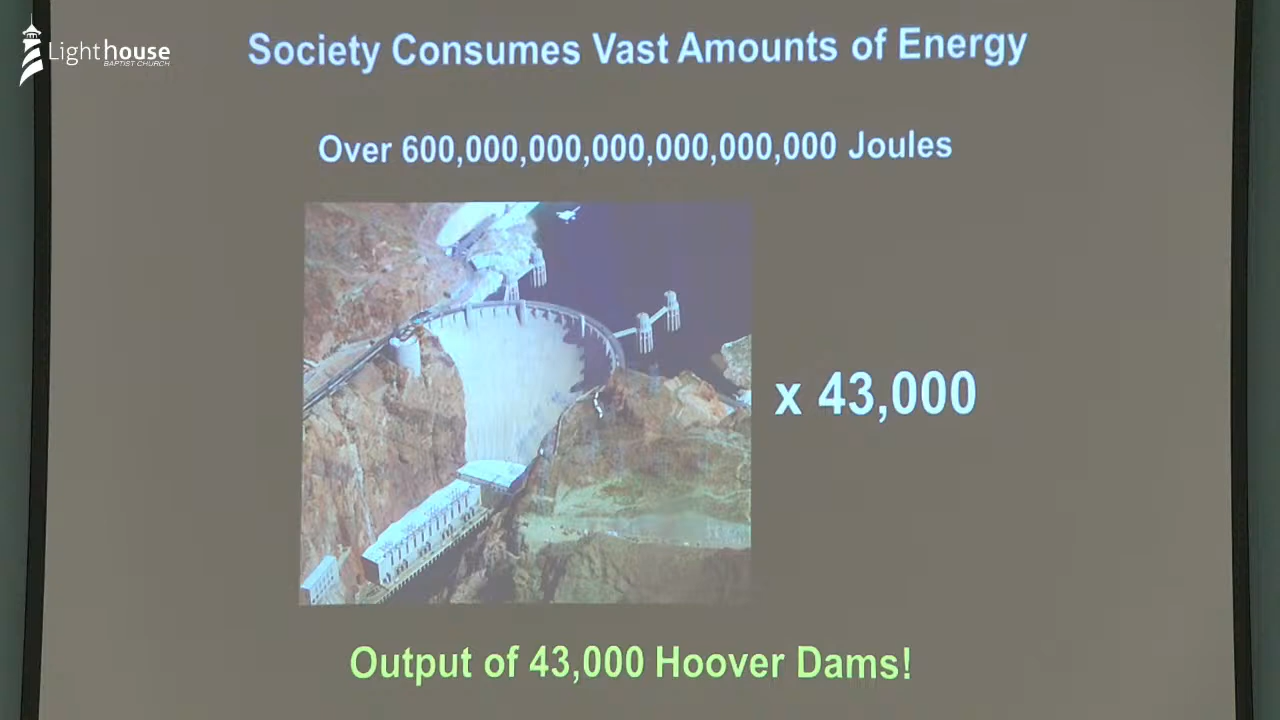 Lighthouse
BAPTIST CHURCH
Society Consumes Vast Amounts of Energy
Over 600,000,000,000,000,000,000 Joules
x 43,000
Output of 43,000 Hoover Dams!